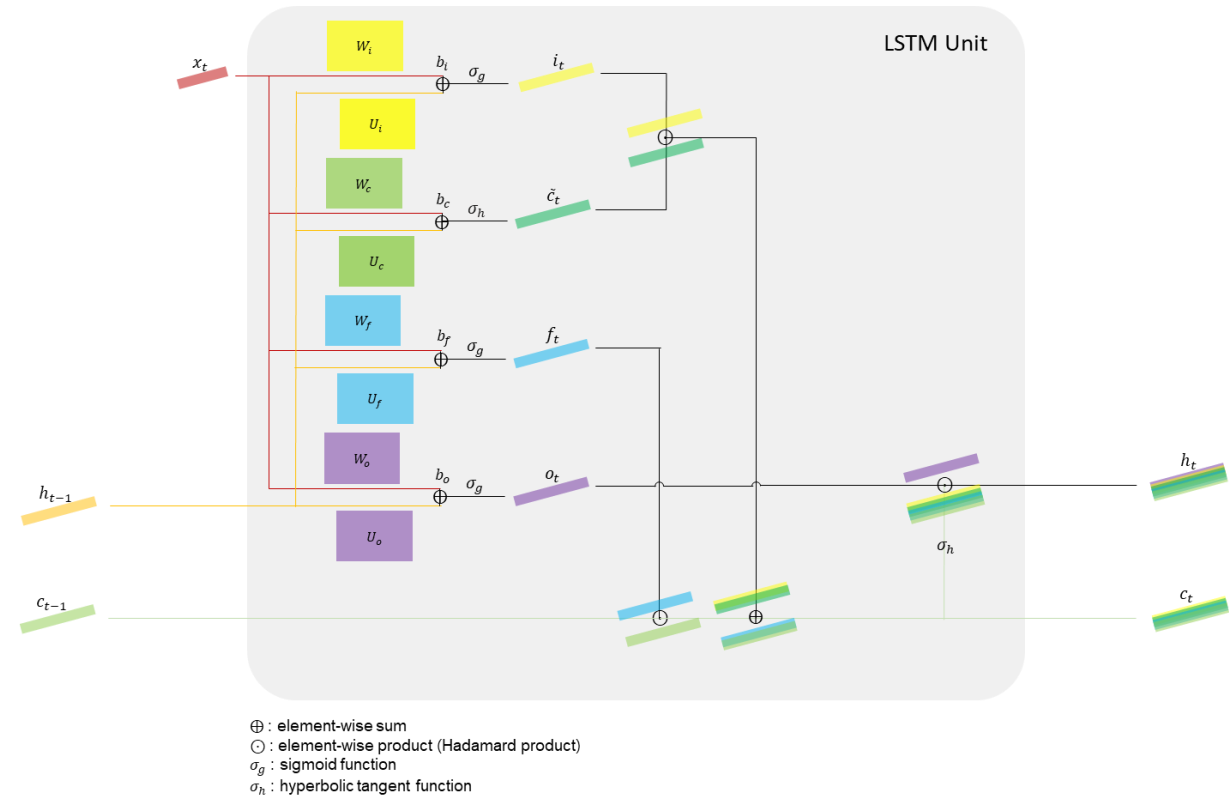 LSTM Unit
W_i
x_t
b_i
σ_g
i_t
U_i
W_c
b_c
σ_h
c̃_t
U_c
W_f
b_f
σ_g
f_t
U_f
W_o
b_o
σ_g
o_t
h_{t−1}
U_o
h_t
σ_h
c_{t−1}
c_t
⊕ : element-wise sum
⊙ : element-wise product (Hadamard product)
σ_g : sigmoid function
σ_h : hyperbolic tangent function